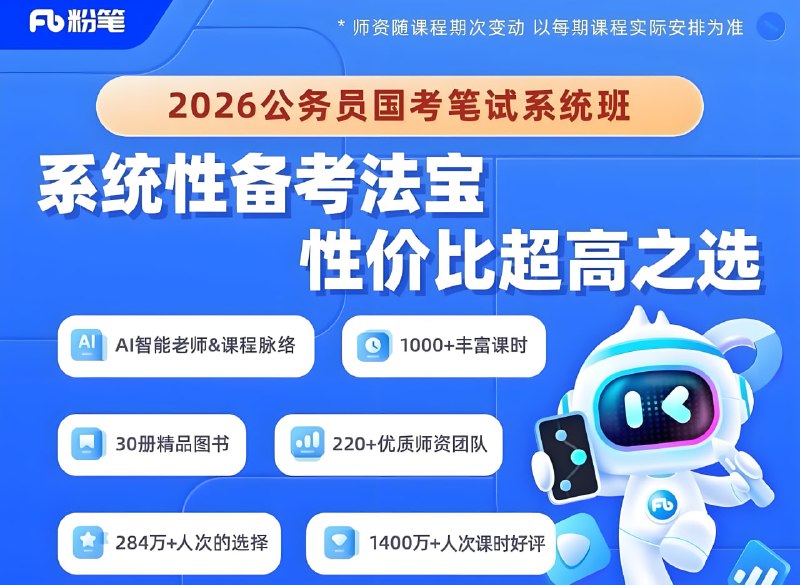 Fb粉笔
* 师资随课程期次变动 以每期课程实际安排为准
2026公务员国考笔试系统班
系统性备考法宝
性价比超高之选
AI AI智能老师&课程脉络
1000+丰富课时
30册精品图书
220+优质师资团队
284万+人次的选择
1400万+人次课时好评
Fb